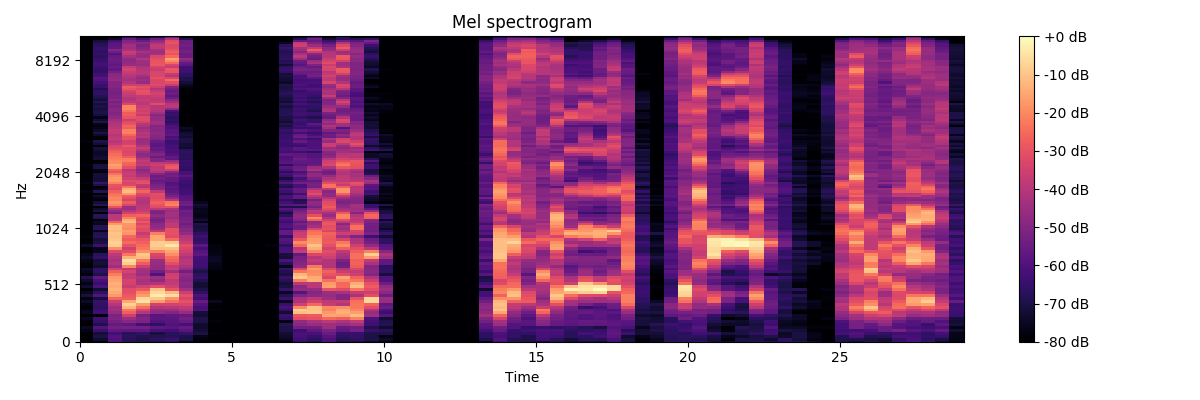 Mel spectrogram
8192
4096
2048
1024
512
0
Hz
0 5 10 15 20 25
Time
+0 dB
-10 dB
-20 dB
-30 dB
-40 dB
-50 dB
-60 dB
-70 dB
-80 dB